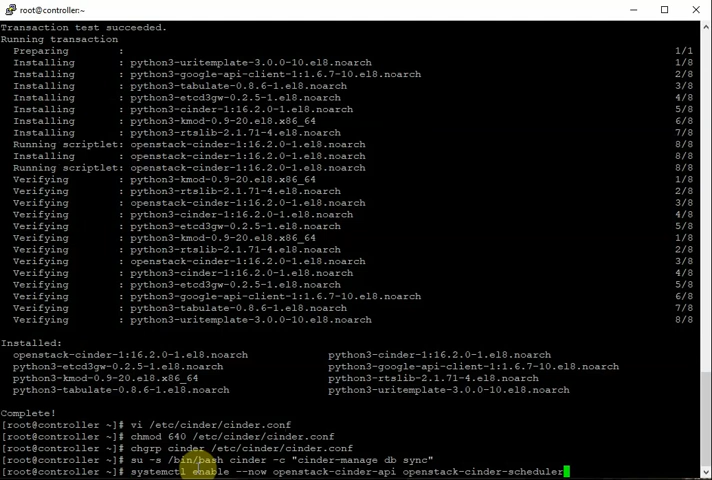 root@controller:~
Transaction test succeeded.
Running transaction
Preparing : 1/1
Installing : python3-uritemplate-3.0.0-10.el8.noarch 1/8
Installing : python3-google-api-client-1:1.6.7-10.el8.noarch 2/8
Installing : python3-tabulate-0.8.6-1.el8.noarch 3/8
Installing : python3-etcd3gw-0.2.5-1.el8.noarch 4/8
Installing : python3-cinder-1:16.2.0-1.el8.noarch 5/8
Installing : python3-kmod-0.9-20.el8.x86_64 6/8
Installing : python3-rtslib-2.1.71-4.el8.noarch 7/8
Running scriptlet: openstack-cinder-1:16.2.0-1.el8.noarch 8/8
Installing : openstack-cinder-1:16.2.0-1.el8.noarch 8/8
Running scriptlet: openstack-cinder-1:16.2.0-1.el8.noarch 8/8
Verifying : python3-kmod-0.9-20.el8.x86_64 1/8
Verifying : python3-rtslib-2.1.71-4.el8.noarch 2/8
Verifying : openstack-cinder-1:16.2.0-1.el8.noarch 3/8
Verifying : python3-cinder-1:16.2.0-1.el8.noarch 4/8
Verifying : python3-etcd3gw-0.2.5-1.el8.noarch 5/8
Verifying : python3-kmod-0.9-20.el8.x86_64 1/8
Verifying : python3-rtslib-2.1.71-4.el8.noarch 2/8
Verifying : openstack-cinder-1:16.2.0-1.el8.noarch 3/8
Verifying : python3-cinder-1:16.2.0-1.el8.noarch 4/8
Verifying : python3-etcd3gw-0.2.5-1.el8.noarch 5/8
Verifying : python3-google-api-client-1:1.6.7-10.el8.noarch 6/8
Verifying : python3-tabulate-0.8.6-1.el8.noarch 7/8
Verifying : python3-uritemplate-3.0.0-10.el8.noarch 8/8
Installed:
openstack-cinder-1:16.2.0-1.el8.noarch python3-cinder-1:16.2.0-1.el8.noarch
python3-etcd3gw-0.2.5-1.el8.noarch python3-google-api-client-1:1.6.7-10.el8.noarch
python3-kmod-0.9-20.el8.x86_64 python3-rtslib-2.1.71-4.el8.noarch
python3-tabulate-0.8.6-1.el8.noarch python3-uritemplate-3.0.0-10.el8.noarch
Complete!
[root@controller ~]# vi /etc/cinder/cinder.conf
[root@controller ~]# chmod 640 /etc/cinder/cinder.conf
[root@controller ~]# chgrp cinder /etc/cinder/cinder.conf
[root@controller ~]# su -s /bin/bash cinder -c "cinder-manage db sync"
[root@controller ~]# systemctl enable --now openstack-cinder-api openstack-cinder-scheduler